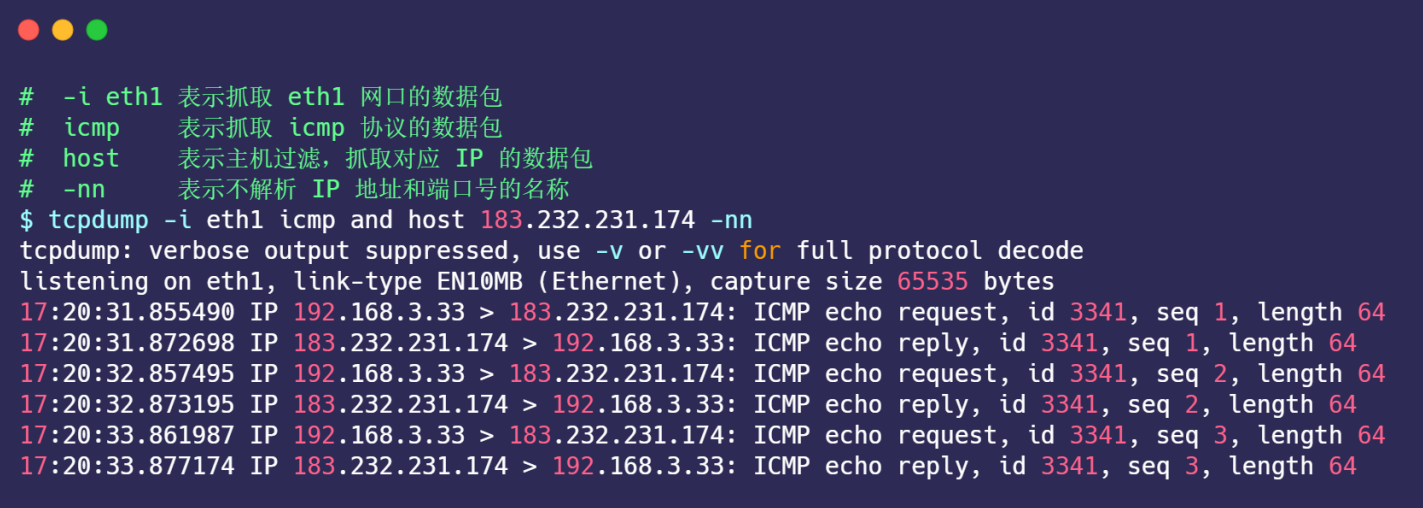 #  -i eth1 表示抓取 eth1 网口的数据包
#  icmp    表示抓取 icmp 协议的数据包
#  host    表示主机过滤，抓取对应 IP 的数据包
#  -nn     表示不解析 IP 地址和端口号的名称
$ tcpdump -i eth1 icmp and host 183.232.231.174 -nn
tcpdump: verbose output suppressed, use -v or -vv for full protocol decode
listening on eth1, link-type EN10MB (Ethernet), capture size 65535 bytes
17:20:31.855490 IP 192.168.3.33 > 183.232.231.174: ICMP echo request, id 3341, seq 1, length 64
17:20:31.872698 IP 183.232.231.174 > 192.168.3.33: ICMP echo reply, id 3341, seq 1, length 64
17:20:32.857495 IP 192.168.3.33 > 183.232.231.174: ICMP echo request, id 3341, seq 2, length 64
17:20:32.873195 IP 183.232.231.174 > 192.168.3.33: ICMP echo reply, id 3341, seq 2, length 64
17:20:33.861987 IP 192.168.3.33 > 183.232.231.174: ICMP echo request, id 3341, seq 3, length 64
17:20:33.877174 IP 183.232.231.174 > 192.168.3.33: ICMP echo reply, id 3341, seq 3, length 64